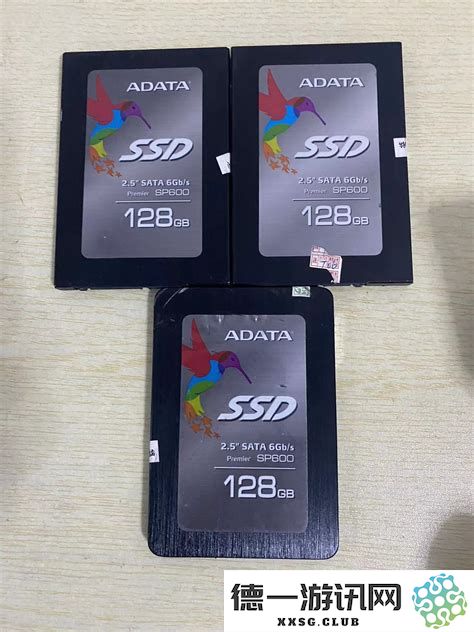 ADATA
SSD
2.5" SATA 6Gb/s
Premier SP600
128GB
ADATA
SSD
2.5" SATA 6Gb/s
Premier SP600
128GB
ADATA
SSD
2.5" SATA 6Gb/s
Premier SP600
128GB
德一游讯网
XXSG.CLUB